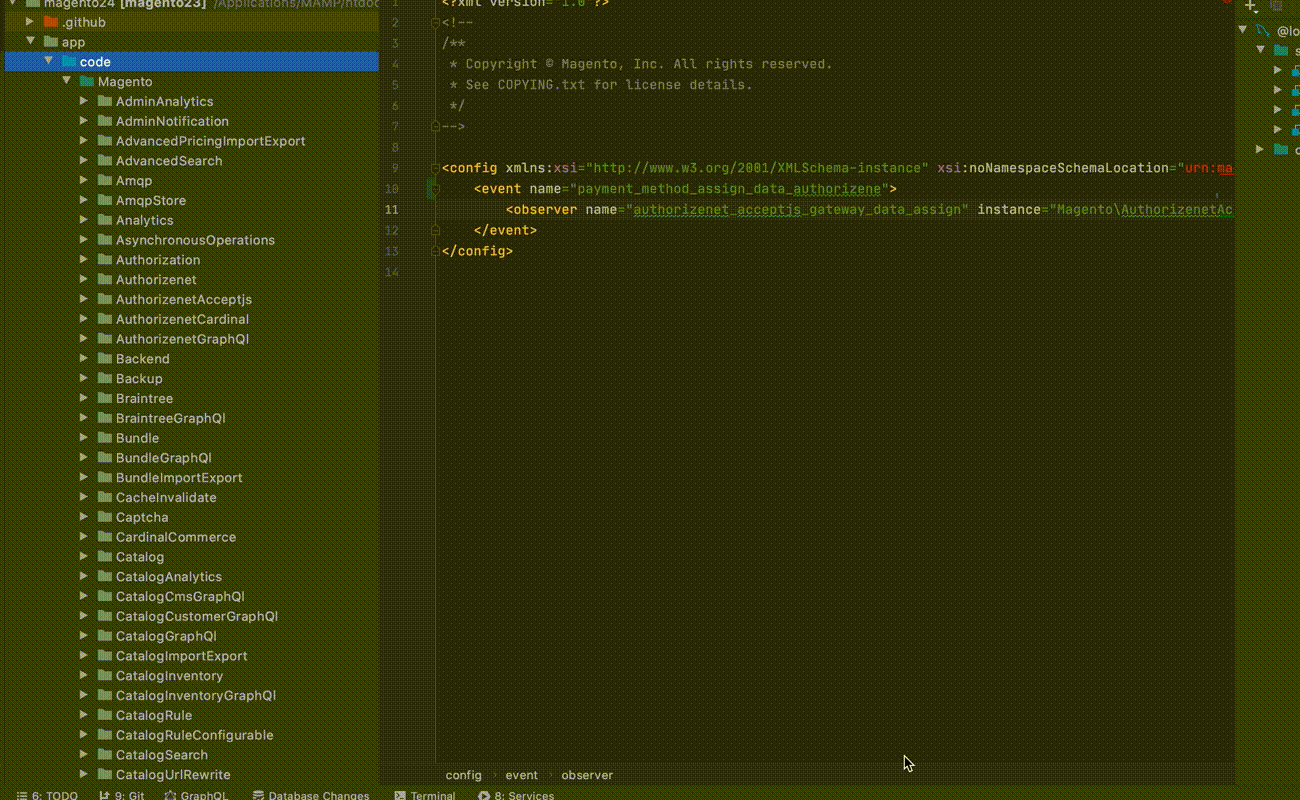 magento24 [magento23] /Applications/MAMP/htdoc
.github
app
code
Magento
AdminAnalytics
AdminNotification
AdvancedPricingImportExport
AdvancedSearch
Amqp
AmqpStore
Analytics
AsynchronousOperations
Authorization
Authorizenet
AuthorizenetAcceptjs
AuthorizenetCardinal
AuthorizenetGraphQl
Backend
Backup
Braintree
BraintreeGraphQl
Bundle
BundleGraphQl
BundleImportExport
CacheInvalidate
Captcha
CardinalCommerce
Catalog
CatalogAnalytics
CatalogCmsGraphQl
CatalogCustomerGraphQl
CatalogGraphQl
CatalogImportExport
CatalogInventory
CatalogInventoryGraphQl
CatalogRule
CatalogRuleConfigurable
CatalogSearch
CatalogUrlRewrite
1 <?xml version="1.0"?>
2 <!--
3 /**
4 * Copyright © Magento, Inc. All rights reserved.
5 * See COPYING.txt for license details.
6 */
7 -->
8
9 <config xmlns:xsi="http://www.w3.org/2001/XMLSchema-instance" xsi:noNamespaceSchemaLocation="urn:ma
10 <event name="payment_method_assign_data_authorizene">
11 <observer name="authorizenet_acceptjs_gateway_data_assign" instance="Magento\AuthorizenetAc
12 </event>
13 </config>
14
config › event › observer
@lo
s
c
6: TODO 9: Git GraphQL Database Changes Terminal 8: Services